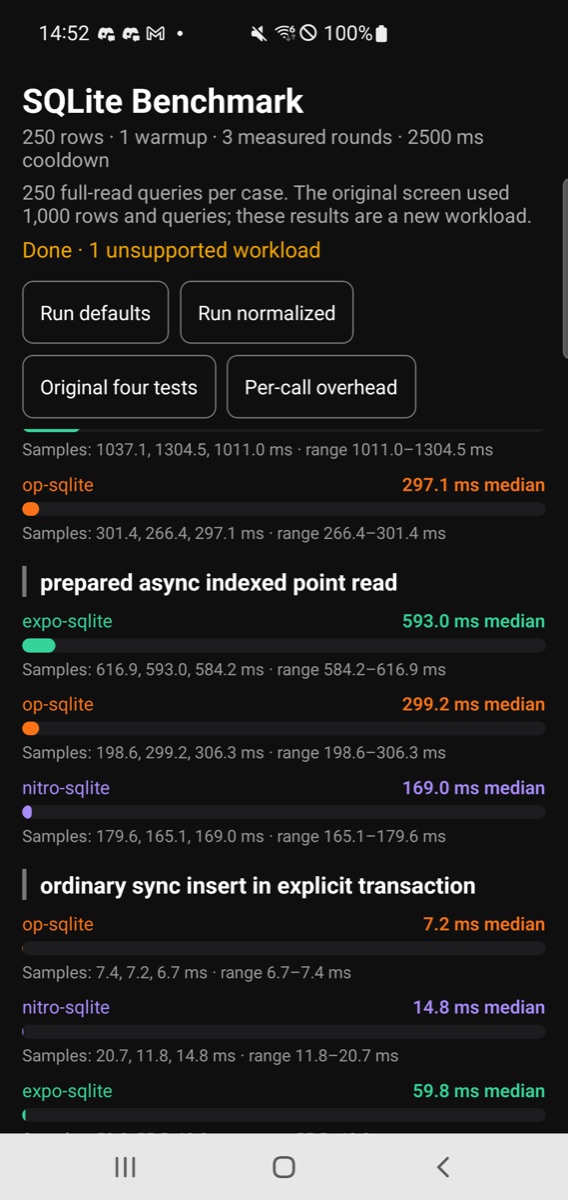 14:52
100%
SQLite Benchmark
250 rows · 1 warmup · 3 measured rounds · 2500 ms
cooldown
250 full-read queries per case. The original screen used
1,000 rows and queries; these results are a new workload.
Done · 1 unsupported workload
Run defaults
Run normalized
Original four tests
Per-call overhead
Samples: 1037.1, 1304.5, 1011.0 ms · range 1011.0–1304.5 ms
op-sqlite
297.1 ms median
Samples: 301.4, 266.4, 297.1 ms · range 266.4–301.4 ms
prepared async indexed point read
expo-sqlite
593.0 ms median
Samples: 616.9, 593.0, 584.2 ms · range 584.2–616.9 ms
op-sqlite
299.2 ms median
Samples: 198.6, 299.2, 306.3 ms · range 198.6–306.3 ms
nitro-sqlite
169.0 ms median
Samples: 179.6, 165.1, 169.0 ms · range 165.1–179.6 ms
ordinary sync insert in explicit transaction
op-sqlite
7.2 ms median
Samples: 7.4, 7.2, 6.7 ms · range 6.7–7.4 ms
nitro-sqlite
14.8 ms median
Samples: 20.7, 11.8, 14.8 ms · range 11.8–20.7 ms
expo-sqlite
59.8 ms median